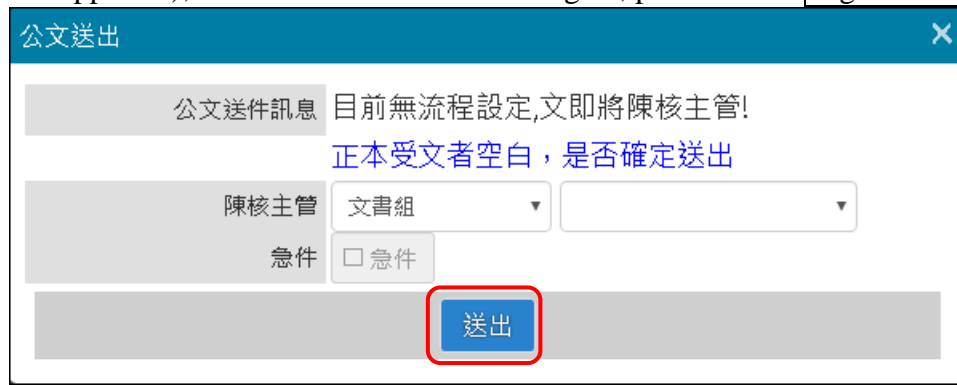 公文送出 ×
公文送件訊息 目前無流程設定,文即將陳核主管!
正本受文者空白，是否確定送出
陳核主管 文書組
急件 急件
送出